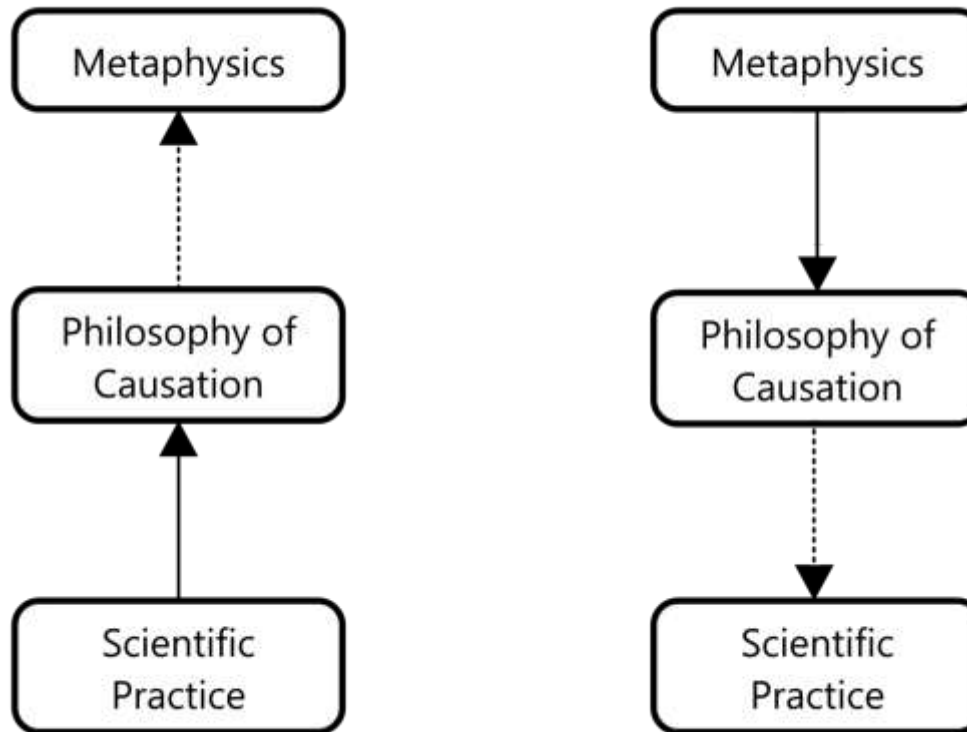 Metaphysics
Philosophy of
Causation
Scientific
Practice
Metaphysics
Philosophy of
Causation
Scientific
Practice